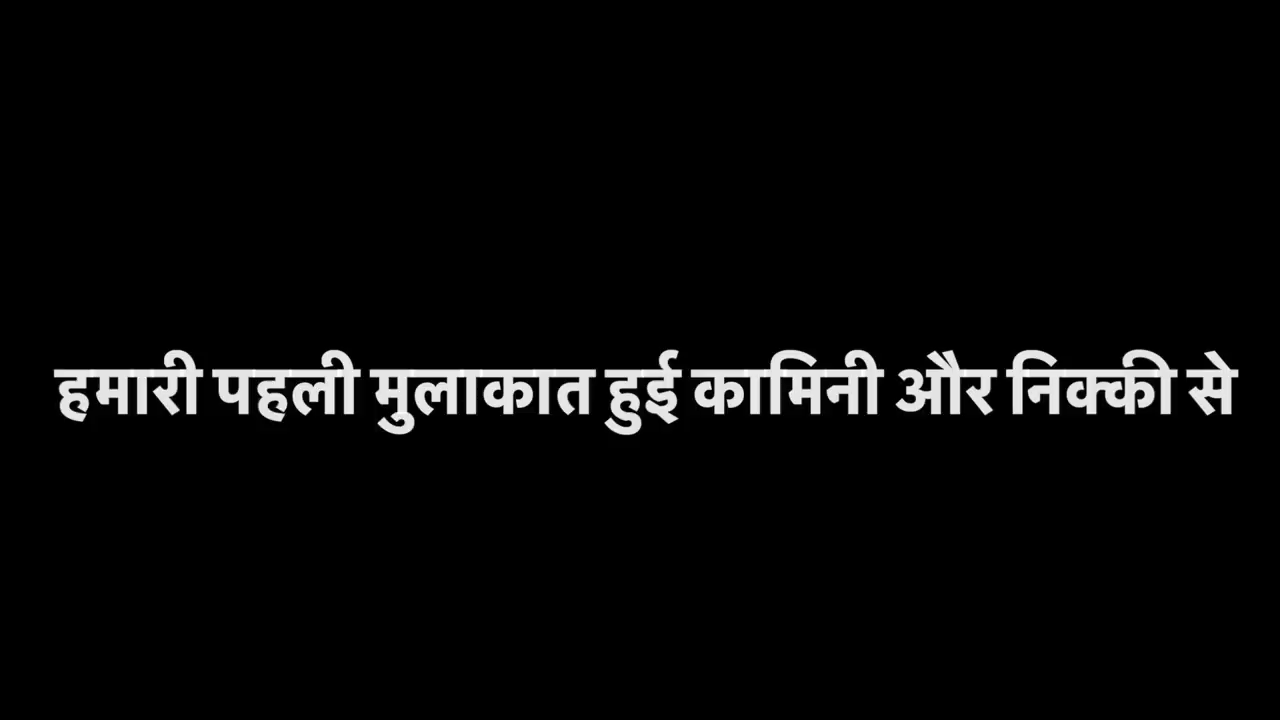 हमारी पहली मुलाकात हुई कामिनी और निक्की से